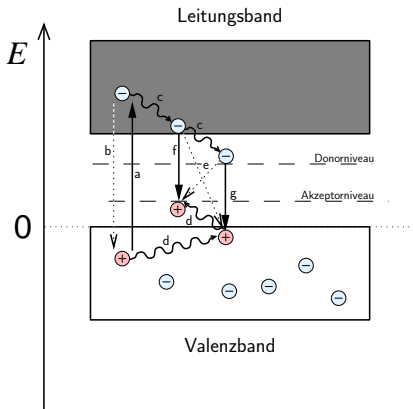 Leitungsband
E
c
c
b
f
e
Donorniveau
a
g
Akzeptorniveau
d
0
d
Valenzband